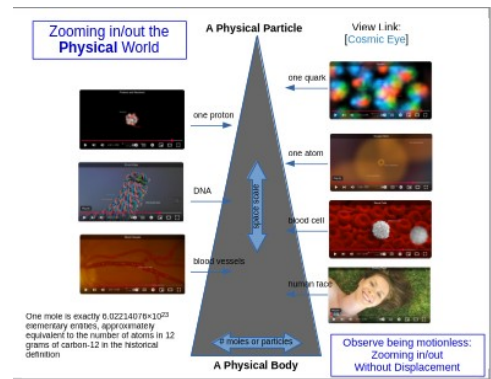 Zooming in/out the
Physical World
A Physical Particle
View Link:
[Cosmic Eye]
one quark
one proton
one atom
DNA
space scale
blood cell
blood vessels
human face
One mole is exactly 6.02214076×10²³
elementary entities, approximately
equivalent to the number of atoms in 12
grams of carbon-12 in the historical
definition
# moles or particles
A Physical Body
Observe being motionless:
Zooming in/out
Without Displacement